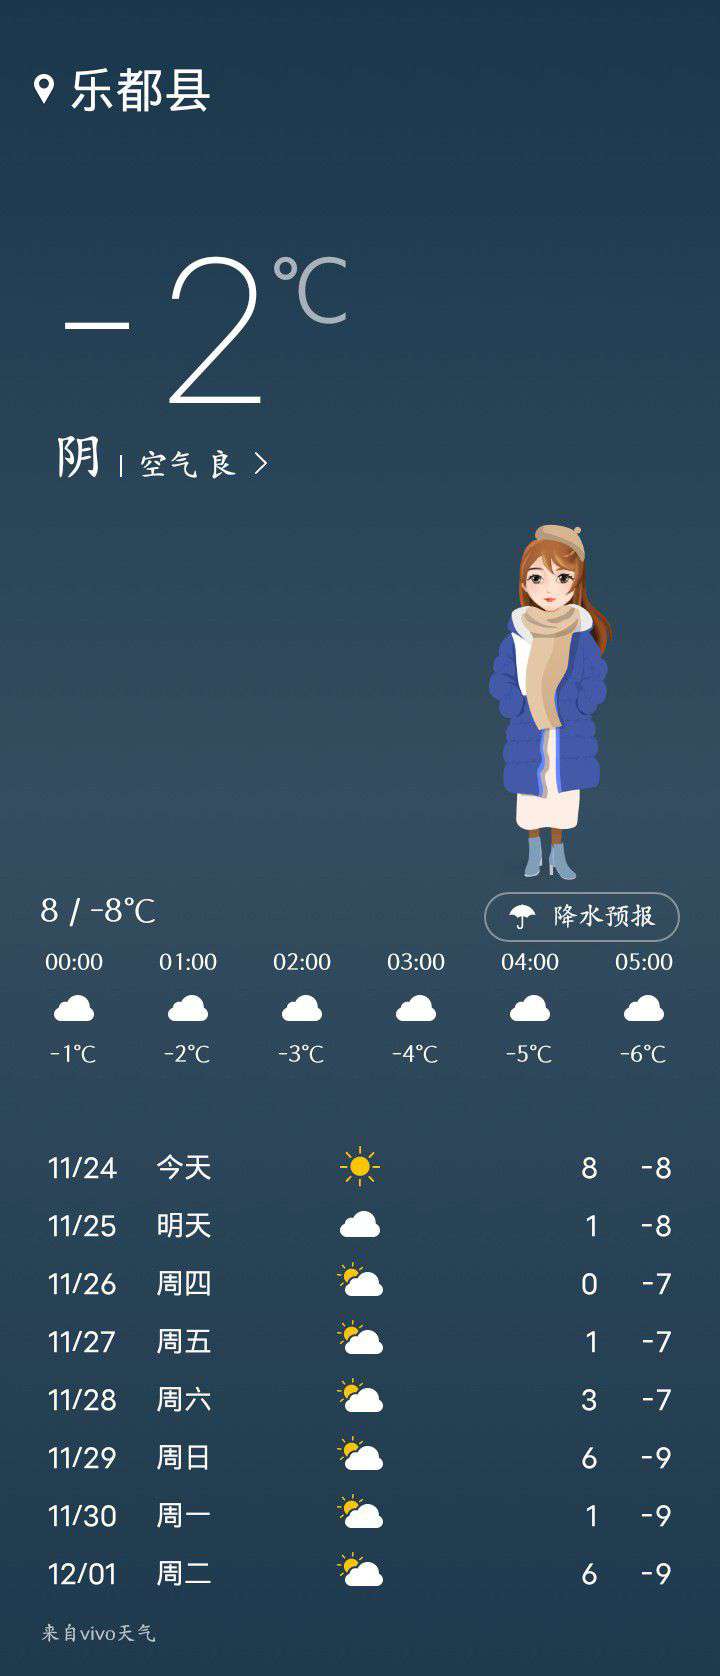 乐都县
-2℃
阴 | 空气 良 >
8 / -8℃
降水预报
00:00 01:00 02:00 03:00 04:00 05:00
-1℃ -2℃ -3℃ -4℃ -5℃ -6℃
11/24 今天 8 -8
11/25 明天 1 -8
11/26 周四 0 -7
11/27 周五 1 -7
11/28 周六 3 -7
11/29 周日 6 -9
11/30 周一 1 -9
12/01 周二 6 -9
来自vivo天气